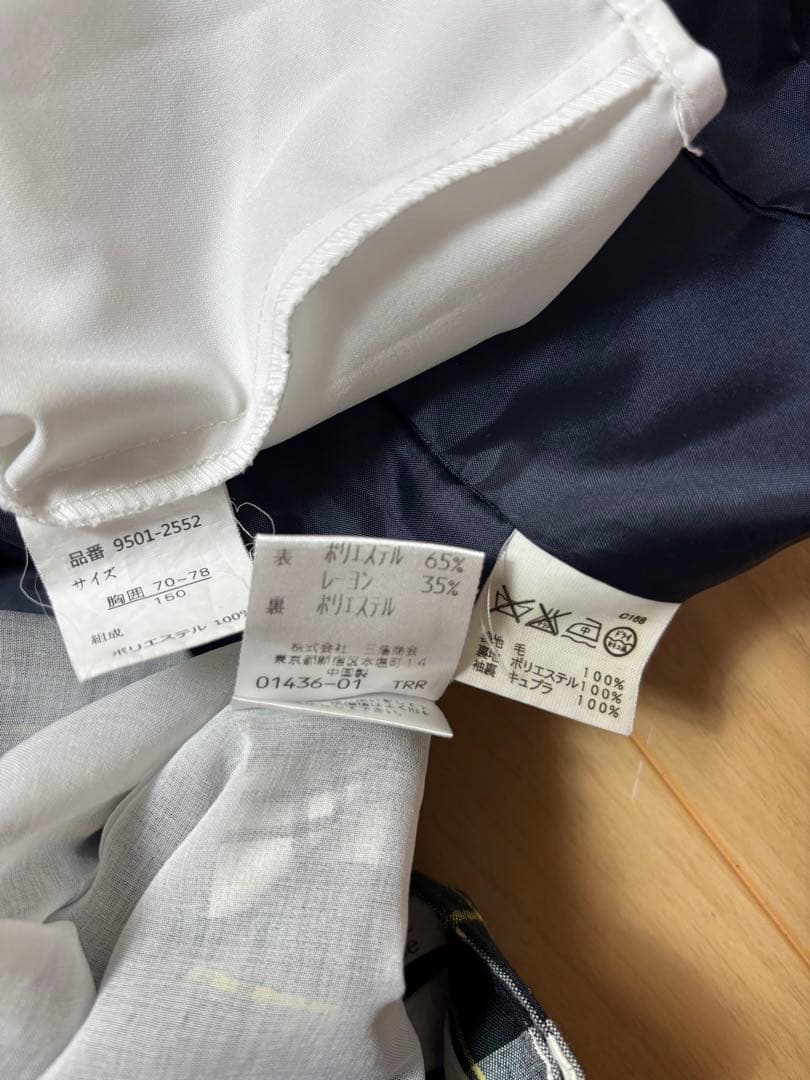 品番 9501-2552
サイズ
胸囲 70~78
150
組成
ポリエステル 100%
表 ポリエステル 65%
レーヨン 35%
裏 ポリエステル
株式会社 三陽商会
東京都新宿区本塩町14
中国製
01436-01 TRR
C168
毛 100%
裏地 ポリエステル 100%
袖裏 キュプラ 100%